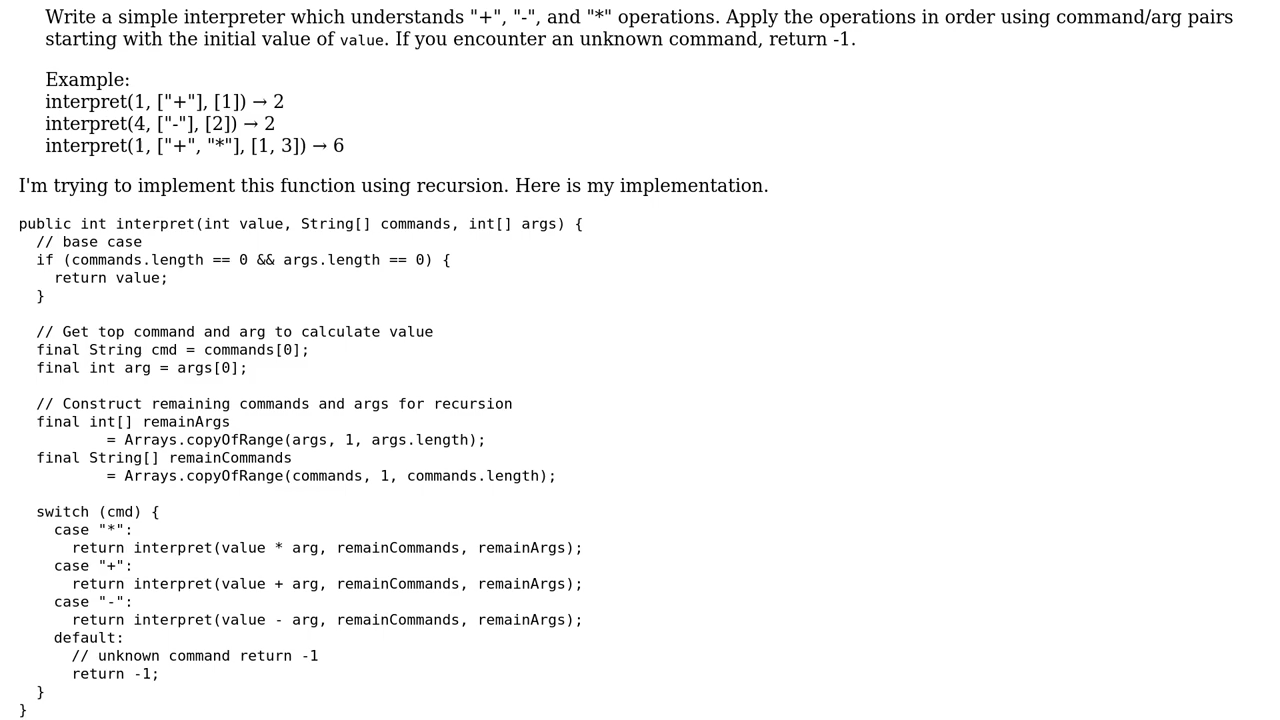 Write a simple interpreter which understands "+", "-", and "*" operations. Apply the operations in order using command/arg pairs
starting with the initial value of value. If you encounter an unknown command, return -1.
Example:
interpret(1, ["+"], [1]) → 2
interpret(4, ["-"], [2]) → 2
interpret(1, ["+", "*"], [1, 3]) → 6
I'm trying to implement this function using recursion. Here is my implementation.
public int interpret(int value, String[] commands, int[] args) {
  // base case
  if (commands.length == 0 && args.length == 0) {
    return value;
  }
  // Get top command and arg to calculate value
  final String cmd = commands[0];
  final int arg = args[0];
  // Construct remaining commands and args for recursion
  final int[] remainArgs
          = Arrays.copyOfRange(args, 1, args.length);
  final String[] remainCommands
          = Arrays.copyOfRange(commands, 1, commands.length);
  switch (cmd) {
    case "*":
      return interpret(value * arg, remainCommands, remainArgs);
    case "+":
      return interpret(value + arg, remainCommands, remainArgs);
    case "-":
      return interpret(value - arg, remainCommands, remainArgs);
    default:
      // unknown command return -1
      return -1;
  }
}